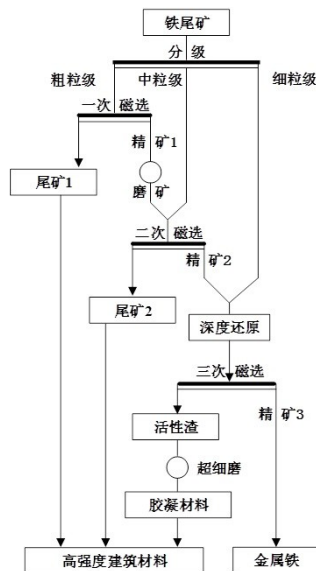 铁尾矿
分 级
粗粒级 中粒级 细粒级
一次 磁选
精 矿1
尾矿1
磨 矿
二次 磁选
精 矿2
尾矿2
深度还原
三次 磁选
活性渣
精 矿3
超细磨
胶凝材料
高强度建筑材料 金属铁